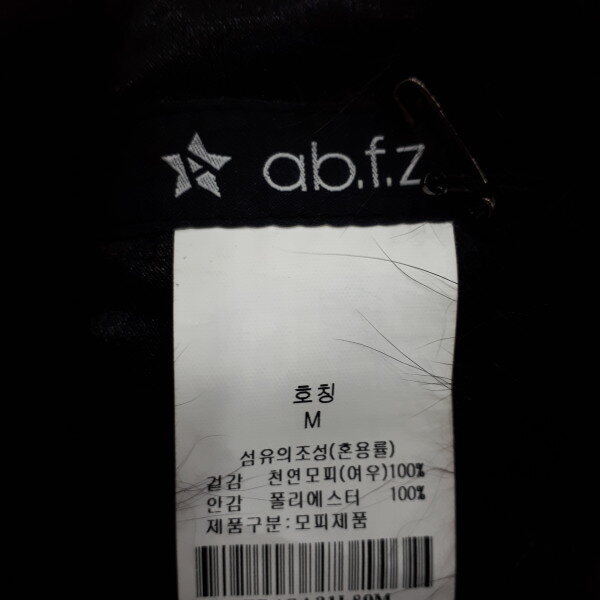 ab.f.z
호칭
M
섬유의조성(혼용률)
겉감 천연모피(여우)100%
안감 폴리에스터 100%
제품구분:모피제품